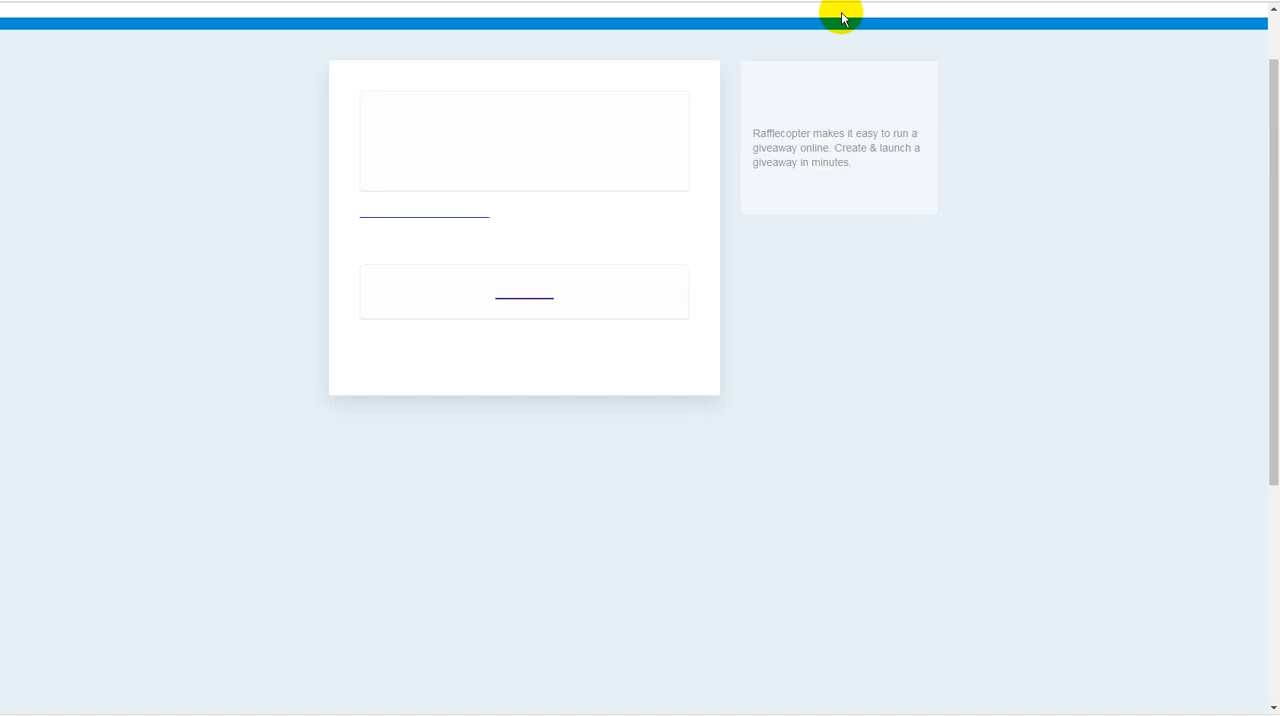 Rafflecopter makes it easy to run a
giveaway online. Create & launch a
giveaway in minutes.